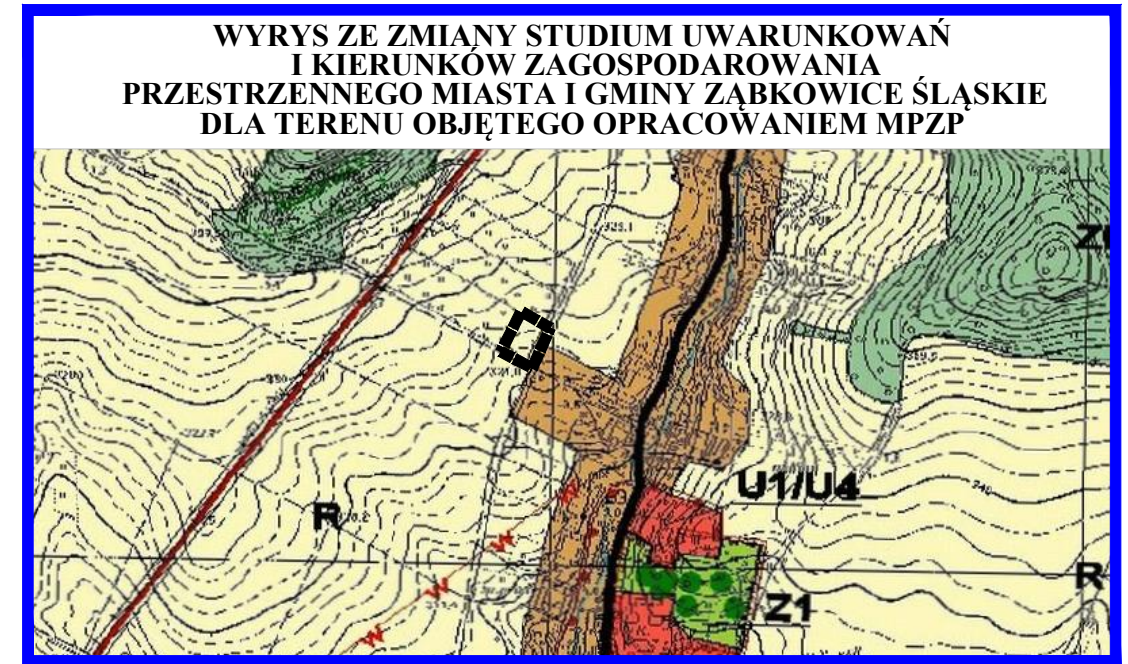 WYRYS ZE ZMIANY STUDIUM UWARUNKOWAŃ
I KIERUNKÓW ZAGOSPODAROWANIA
PRZESTRZENNEGO MIASTA I GMINY ZĄBKOWICE ŚLĄSKIE
DLA TERENU OBJĘTEGO OPRACOWANIEM MPZP
U1/U4
R
W
W
R
W
Z1
W